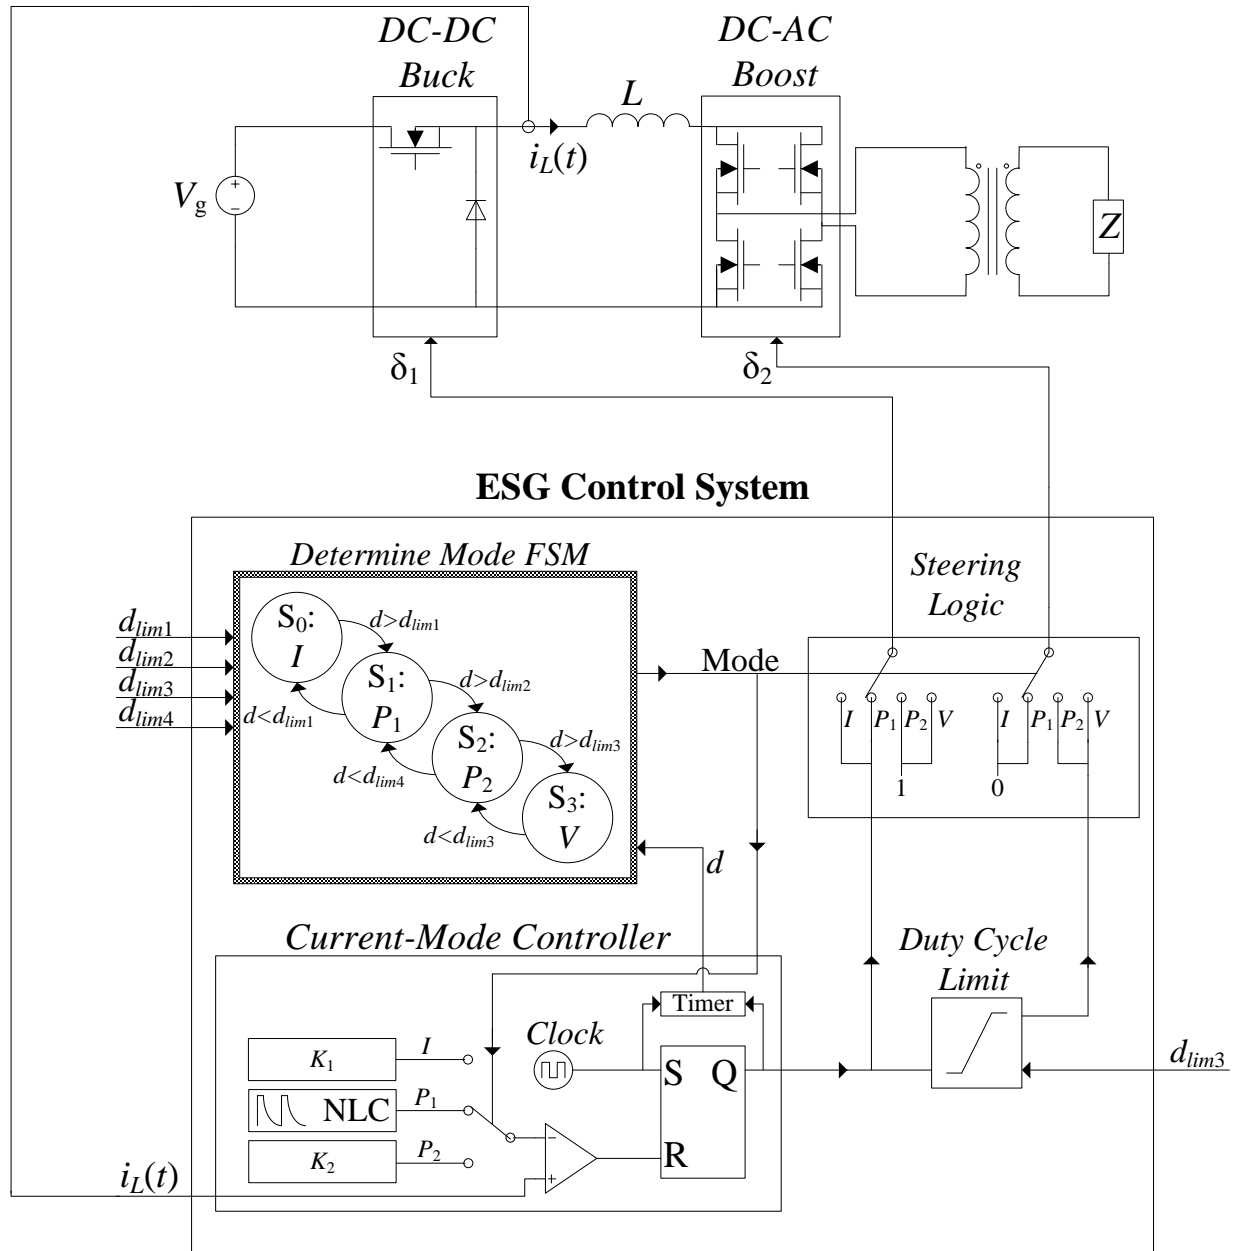 DC-DC
Buck
DC-AC
Boost
L
i_L(t)
V_g
+
−
Z
δ_1
δ_2
ESG Control System
Determine Mode FSM
Steering
Logic
d_lim1
d_lim2
d_lim3
d_lim4
S_0:
I
d>d_lim1
S_1:
P_1
d<d_lim1
d>d_lim2
S_2:
P_2
d<d_lim4
d>d_lim3
S_3:
V
d<d_lim3
Mode
I P_1 P_2 V
I P_1 P_2 V
1
0
d
Current-Mode Controller
Duty Cycle
Limit
Timer
Clock
K_1
I
NLC
P_1
K_2
P_2
−
+
S Q
R
d_lim3
i_L(t)